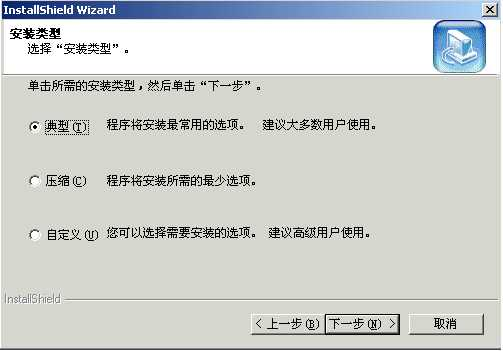 InstallShield Wizard
安装类型
选择“安装类型”。
单击所需的安装类型，然后单击“下一步”。
典型(T) 程序将安装最常用的选项。 建议大多数用户使用。
压缩(C) 程序将安装所需的最少选项。
自定义(U) 您可以选择需要安装的选项。 建议高级用户使用。
InstallShield
< 上一步(B) 下一步(N) > 取消